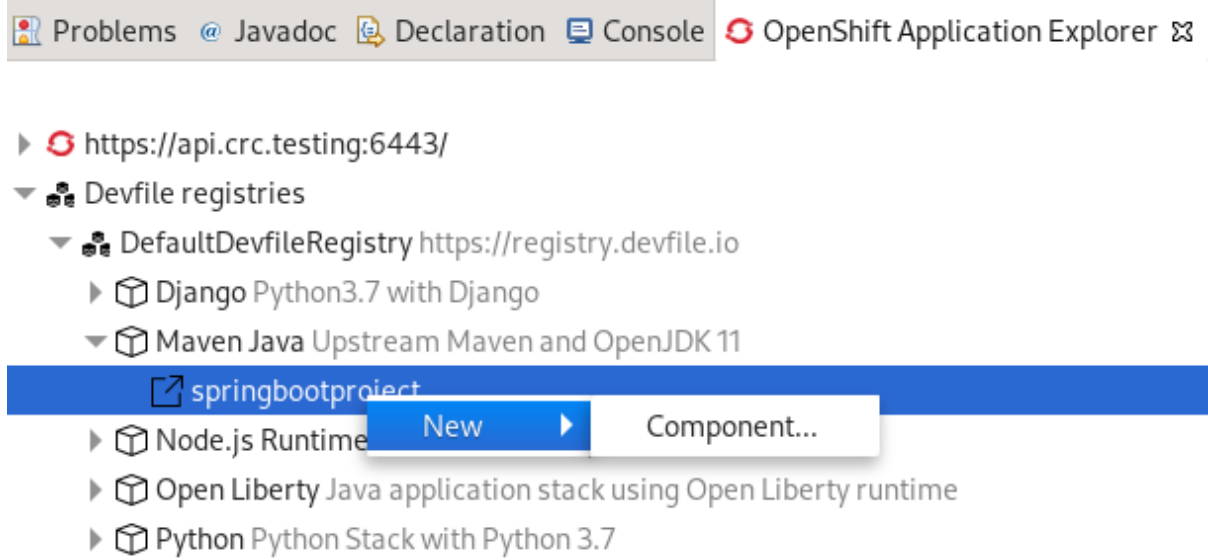 Problems @ Javadoc Declaration Console OpenShift Application Explorer
https://api.crc.testing:6443/
Devfile registries
DefaultDevfileRegistry https://registry.devfile.io
Django Python3.7 with Django
Maven Java Upstream Maven and OpenJDK 11
springbootproject
New Component...
Node.js Runtime
Open Liberty Java application stack using Open Liberty runtime
Python Python Stack with Python 3.7